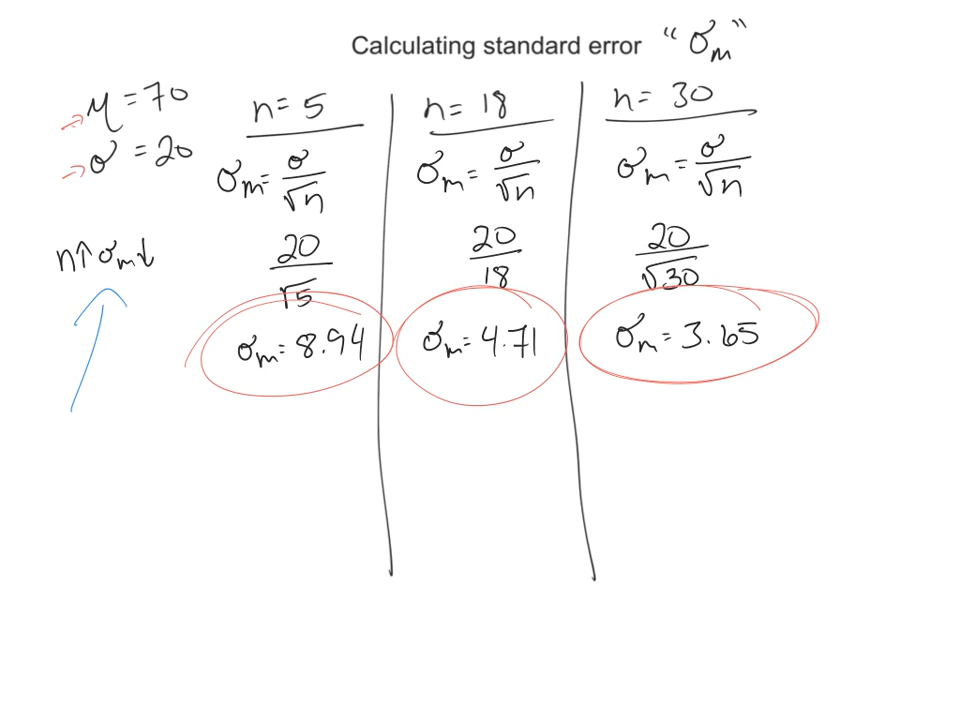 Calculating standard error "σm"
μ = 70
σ = 20
n↑ σm↓
n = 5
σm = σ/√n
20/√5
σm = 8.94
n = 18
σm = σ/√n
20/18
σm = 4.71
n = 30
σm = σ/√n
20/√30
σm = 3.65